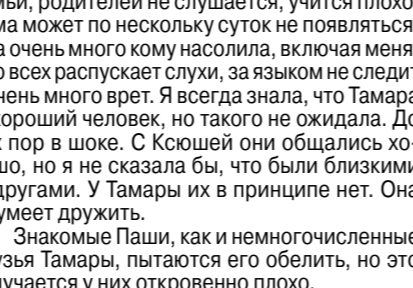 мьи, родителей не слушается, учится плохо
ма может по нескольку суток не появляться
а очень много кому насолила, включая меня
о всех распускает слухи, за языком не следит
чень много врет. Я всегда знала, что Тамара
хороший человек, но такого не ожидала. До
х пор в шоке. С Ксюшей они общались хо-
шо, но я не сказала бы, что были близкими
другами. У Тамары их в принципе нет. Она
умеет дружить.
Знакомые Паши, как и немногочисленные
узья Тамары, пытаются его обелить, но это
лучается у них откровенно плохо.